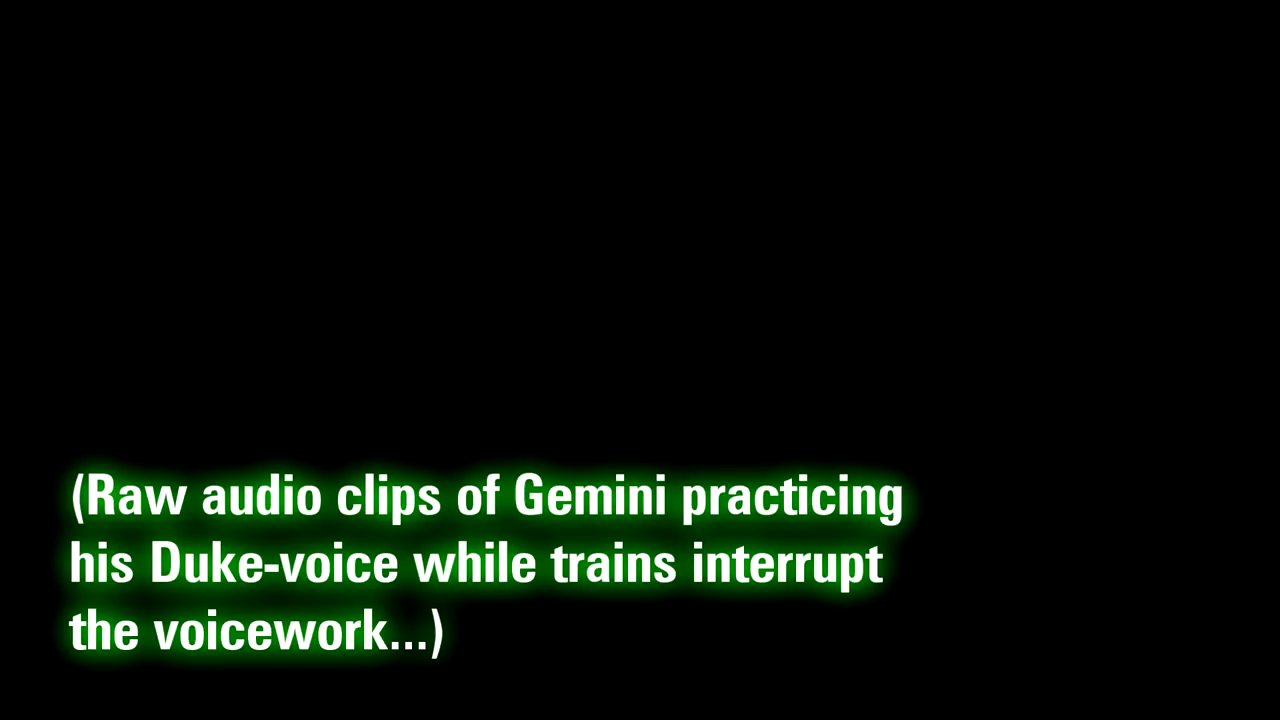 (Raw audio clips of Gemini practicing
his Duke-voice while trains interrupt
the voicework...)